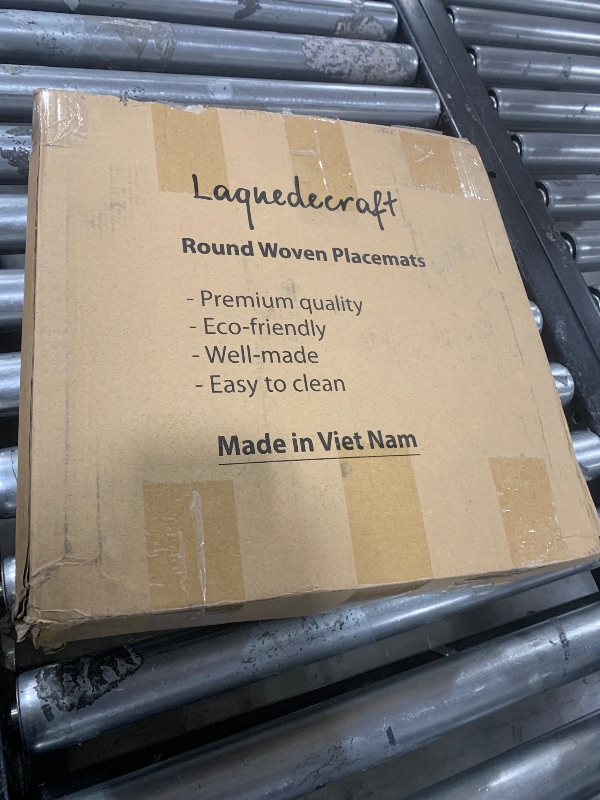 Laquedecraft
Round Woven Placemats
- Premium quality
- Eco-friendly
- Well-made
- Easy to clean
Made in Viet Nam